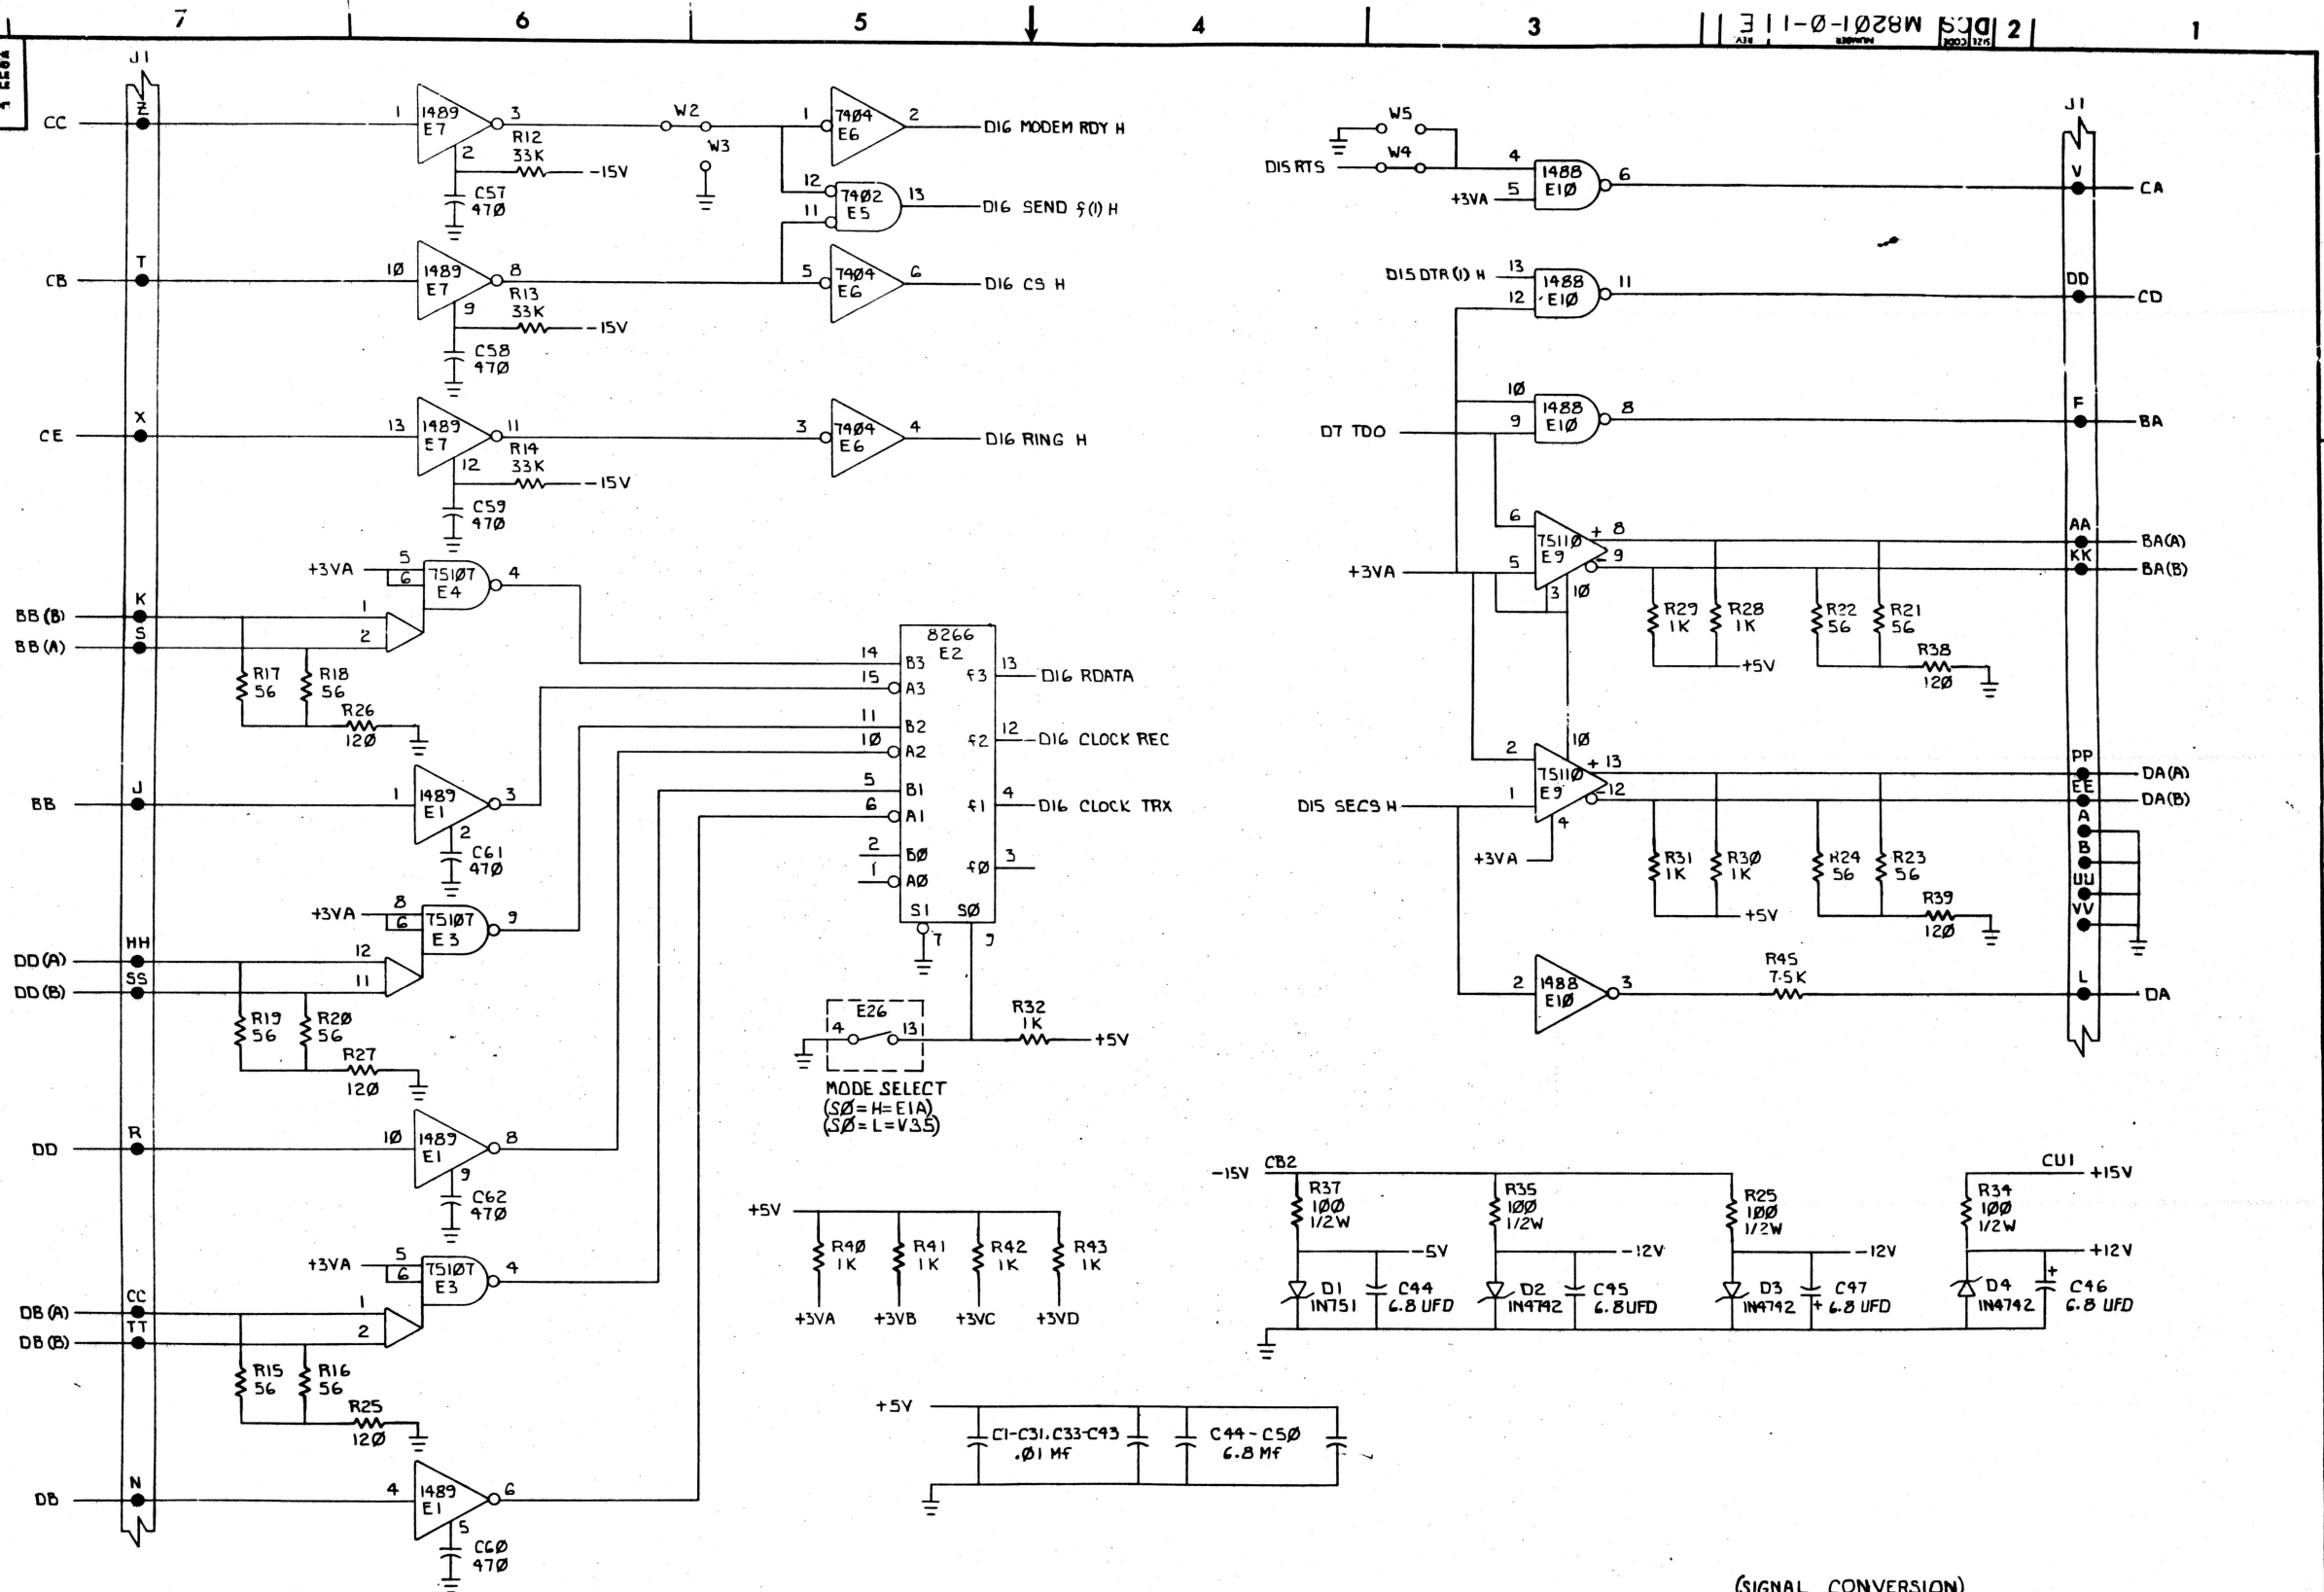 7 6 5 4 3 2 1
SIZE CODE NUMBER REV
D CS M8201-0-1 E
J1
CC
Z
1
1489
E7
3
2
R12
33K
-15V
C57
470
W2
W3
1
7404
E6
2
D16 MODEM RDY H
12
11
7402
E5
13
D16 SEND f(1) H
CB
T
10
1489
E7
8
9
R13
33K
-15V
C58
470
5
7404
E6
6
D16 CS H
CE
X
13
1489
E7
11
12
R14
33K
-15V
C59
470
3
7404
E6
4
D16 RING H
+3VA
5
6
75107
E4
4
BB(B)
K
1
BB(A)
S
2
R17
56
R18
56
R26
120
BB
J
1
1489
E1
3
2
C61
470
+3VA
8
6
75107
E3
9
DD(A)
HH
12
DD(B)
SS
11
R19
56
R20
56
R27
120
DD
R
10
1489
E1
8
9
C62
470
+3VA
5
6
75107
E3
4
DB(A)
CC
1
DB(B)
TT
2
R15
56
R16
56
R25
120
DB
N
4
1489
E1
6
5
C60
470
8266
E2
14 B3
15 A3
11 B2
10 A2
5 B1
6 A1
2 B0
1 A0
f3 13 D16 RDATA
f2 12 D16 CLOCK REC
f1 4 D16 CLOCK TRX
f0 3
S1 S0
7 9
E26
4 13
R32
1K
+5V
MODE SELECT
(S0=H=EIA)
(S0=L=V35)
+5V
R40
1K
R41
1K
R42
1K
R43
1K
+3VA +3VB +3VC +3VD
+5V
C1-C31,C33-C43
.01 Mf
C44-C50
6.8 Mf
J1
W5
D15 RTS
W4
4
+3VA
5
1488
E10
6
V
CA
D15 DTR(1) H
13
12
1488
E10
11
DD
CD
10
D7 TDO
9
1488
E10
8
F
BA
6
5
+3VA
75110
E9
+ 8
- 9
3 10
AA
BA(A)
KK
BA(B)
R29
1K
R28
1K
R22
56
R21
56
+5V
R38
120
2
D15 SECS H
1
75110
E9
10
+ 13
-12
4
+3VA
PP
DA(A)
EE
DA(B)
A
B
UU
VV
R31
1K
R30
1K
R24
56
R23
56
+5V
R39
120
2
1488
E10
3
R45
7.5K
L
DA
-15V
CB2
R37
100
1/2W
-5V
D1
1N751
C44
6.8 UFD
R35
100
1/2W
-12V
D2
1N4742
C45
6.8UFD
R25
100
1/2W
-12V
D3
1N4742
C47
+ 6.8 UFD
CU1
+15V
R34
100
1/2W
+12V
D4
1N4742
+
C46
6.8 UFD
(SIGNAL CONVERSION)